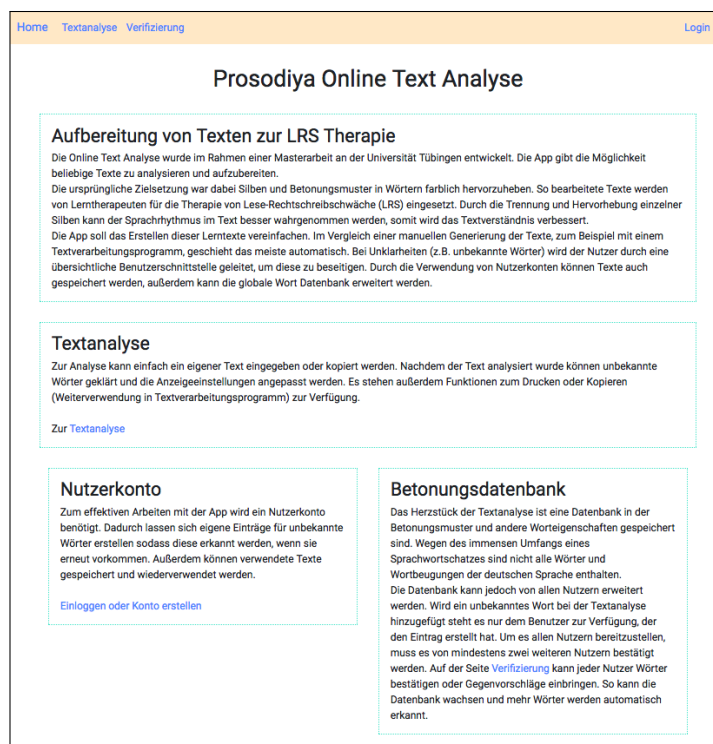 Home Textanalyse Verifizierung Login
Prosodiya Online Text Analyse
Aufbereitung von Texten zur LRS Therapie
Die Online Text Analyse wurde im Rahmen einer Masterarbeit an der Universität Tübingen entwickelt. Die App gibt die Möglichkeit
beliebige Texte zu analysieren und aufzubereiten.
Die ursprüngliche Zielsetzung war dabei Silben und Betonungsmuster in Wörtern farblich hervorzuheben. So bearbeitete Texte werden
von Lerntherapeuten für die Therapie von Lese-Rechtschreibschwäche (LRS) eingesetzt. Durch die Trennung und Hervorhebung einzelner
Silben kann der Sprachrhythmus im Text besser wahrgenommen werden, somit wird das Textverständnis verbessert.
Die App soll das Erstellen dieser Lerntexte vereinfachen. Im Vergleich einer manuellen Generierung der Texte, zum Beispiel mit einem
Textverarbeitungsprogramm, geschieht das meiste automatisch. Bei Unklarheiten (z.B. unbekannte Wörter) wird der Nutzer durch eine
übersichtliche Benutzerschnittstelle geleitet, um diese zu beseitigen. Durch die Verwendung von Nutzerkonten können Texte auch
gespeichert werden, außerdem kann die globale Wort Datenbank erweitert werden.
Textanalyse
Zur Analyse kann einfach ein eigener Text eingegeben oder kopiert werden. Nachdem der Text analysiert wurde können unbekannte
Wörter geklärt und die Anzeigeeinstellungen angepasst werden. Es stehen außerdem Funktionen zum Drucken oder Kopieren
(Weiterverwendung in Textverarbeitungsprogramm) zur Verfügung.
Zur Textanalyse
Nutzerkonto
Zum effektiven Arbeiten mit der App wird ein Nutzerkonto
benötigt. Dadurch lassen sich eigene Einträge für unbekannte
Wörter erstellen sodass diese erkannt werden, wenn sie
erneut vorkommen. Außerdem können verwendete Texte
gespeichert und wiederverwendet werden.
Einloggen oder Konto erstellen
Betonungsdatenbank
Das Herzstück der Textanalyse ist eine Datenbank in der
Betonungsmuster und andere Worteigenschaften gespeichert
sind. Wegen des immensen Umfangs eines
Sprachwortschatzes sind nicht alle Wörter und
Wortbeugungen der deutschen Sprache enthalten.
Die Datenbank kann jedoch von allen Nutzern erweitert
werden. Wird ein unbekanntes Wort bei der Textanalyse
hinzugefügt steht es nur dem Benutzer zur Verfügung, der
den Eintrag erstellt hat. Um es allen Nutzern bereitzustellen,
muss es von mindestens zwei weiteren Nutzern bestätigt
werden. Auf der Seite Verifizierung kann jeder Nutzer Wörter
bestätigen oder Gegenvorschläge einbringen. So kann die
Datenbank wachsen und mehr Wörter werden automatisch
erkannt.